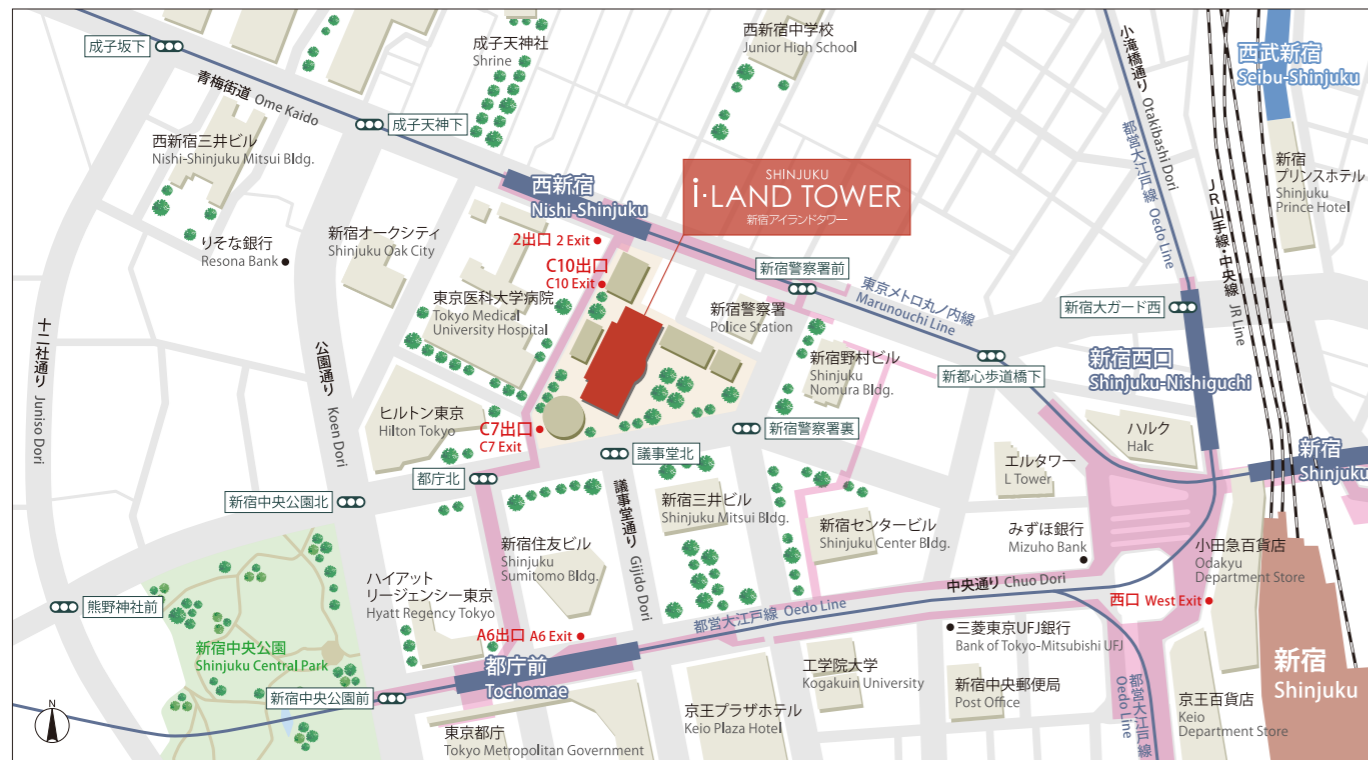 成子坂下
成子天神社
Shrine
西新宿中学校
Junior High School
小滝橋通り Otakibashi Dori
西武新宿
Seibu-Shinjuku
青梅街道 Ome Kaido
成子天神下
都営大江戸線 Oedo Line
西新宿三井ビル
Nishi-Shinjuku Mitsui Bldg.
西新宿
Nishi-Shinjuku
SHINJUKU
i·LAND TOWER
新宿アイランドタワー
JR山手線・中央線 JR Line
新宿
プリンスホテル
Shinjuku
Prince Hotel
りそな銀行
Resona Bank
新宿オークシティ
Shinjuku Oak City
2出口 2 Exit
C10出口
C10 Exit
新宿警察署前
東京メトロ丸ノ内線
Marunouchi Line
東京医科大学病院
Tokyo Medical
University Hospital
新宿警察署
Police Station
新宿大ガード西
十二社通り Juniso Dori
公園通り Koen Dori
新宿野村ビル
Shinjuku
Nomura Bldg.
新都心歩道橋下
新宿西口
Shinjuku-Nishiguchi
ヒルトン東京
Hilton Tokyo
C7出口
C7 Exit
新宿警察署裏
ハルク
Halc
議事堂北
都庁北
エルタワー
L Tower
新宿
Shinjuku
新宿中央公園北
議事堂通り Gijido Dori
新宿三井ビル
Shinjuku Mitsui Bldg.
新宿センタービル
Shinjuku Center Bldg.
みずほ銀行
Mizuho Bank
小田急百貨店
Odakyu
Department Store
新宿住友ビル
Shinjuku
Sumitomo Bldg.
ハイアット
リージェンシー東京
Hyatt Regency Tokyo
中央通り Chuo Dori
熊野神社前
西口 West Exit
都営大江戸線 Oedo Line
A6出口 A6 Exit
三菱東京UFJ銀行
Bank of Tokyo-Mitsubishi UFJ
新宿中央公園
Shinjuku Central Park
都庁前
Tochomae
工学院大学
Kogakuin University
新宿中央郵便局
Post Office
都営大江戸線
Oedo Line
新宿
Shinjuku
新宿中央公園前
京王プラザホテル
Keio Plaza Hotel
京王百貨店
Keio
Department Store
東京都庁
Tokyo Metropolitan Government
N